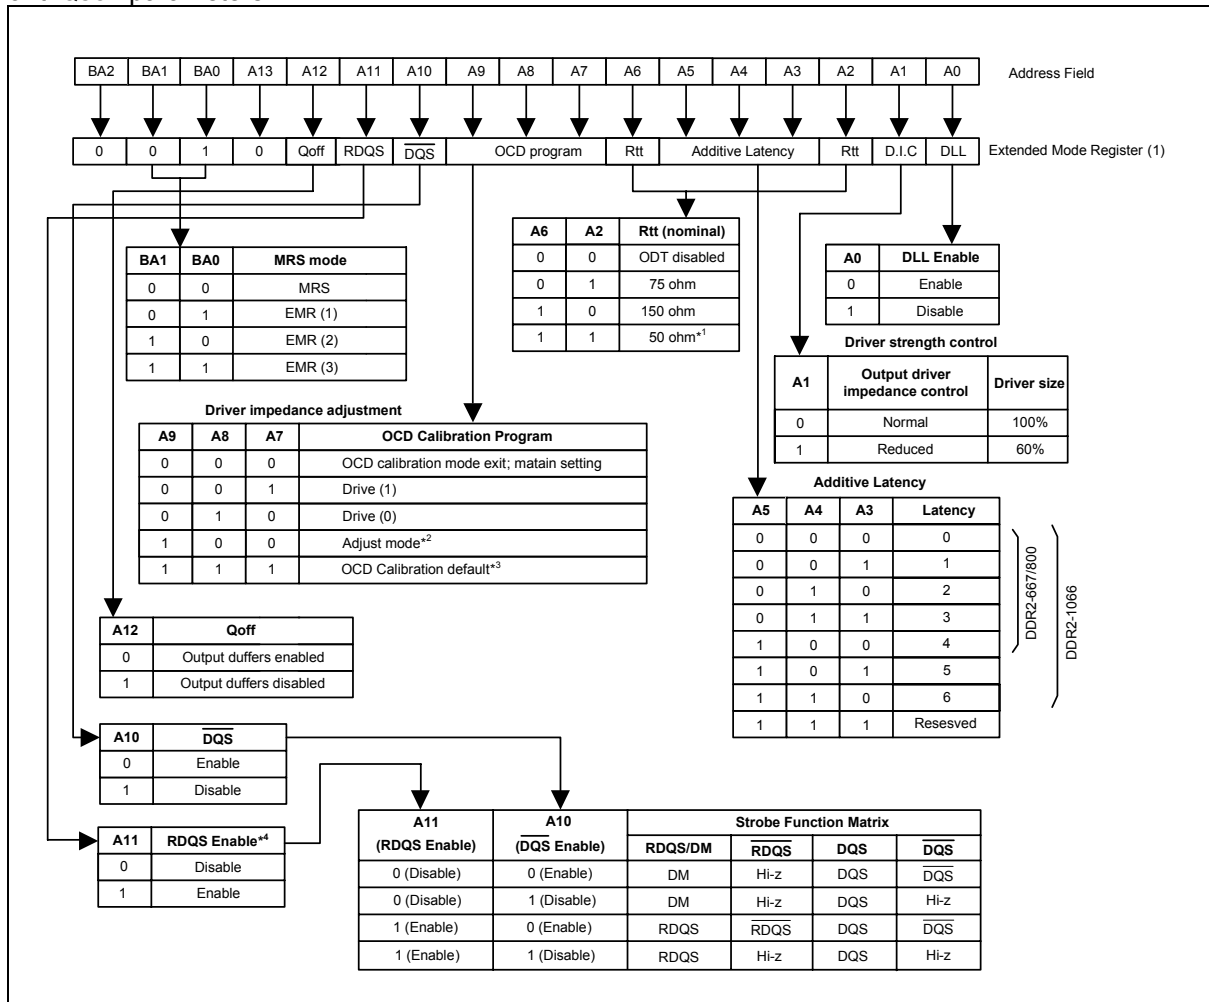 BA2 BA1 BA0 A13 A12 A11 A10 A9 A8 A7 A6 A5 A4 A3 A2 A1 A0 Address Field
0 0 1 0 Qoff RDQS DQS OCD program Rtt Additive Latency Rtt D.I.C DLL Extended Mode Register (1)
BA1 BA0 MRS mode
0 0 MRS
0 1 EMR (1)
1 0 EMR (2)
1 1 EMR (3)
A6 A2 Rtt (nominal)
0 0 ODT disabled
0 1 75 ohm
1 0 150 ohm
1 1 50 ohm*1
A0 DLL Enable
0 Enable
1 Disable
Driver strength control
A1 Output driver impedance control Driver size
0 Normal 100%
1 Reduced 60%
Driver impedance adjustment
A9 A8 A7 OCD Calibration Program
0 0 0 OCD calibration mode exit; matain setting
0 0 1 Drive (1)
0 1 0 Drive (0)
1 0 0 Adjust mode*2
1 1 1 OCD Calibration default*3
Additive Latency
A5 A4 A3 Latency
0 0 0 0
0 0 1 1
0 1 0 2
0 1 1 3
1 0 0 4
1 0 1 5
1 1 0 6
1 1 1 Resesved
DDR2-667/800
DDR2-1066
A12 Qoff
0 Output duffers enabled
1 Output duffers disabled
A10 DQS
0 Enable
1 Disable
A11 RDQS Enable*4
0 Disable
1 Enable
A11 (RDQS Enable) A10 (DQS Enable) Strobe Function Matrix
RDQS/DM RDQS DQS DQS
0 (Disable) 0 (Enable) DM Hi-z DQS DQS
0 (Disable) 1 (Disable) DM Hi-z DQS Hi-z
1 (Enable) 0 (Enable) RDQS RDQS DQS DQS
1 (Enable) 1 (Disable) RDQS Hi-z DQS Hi-z